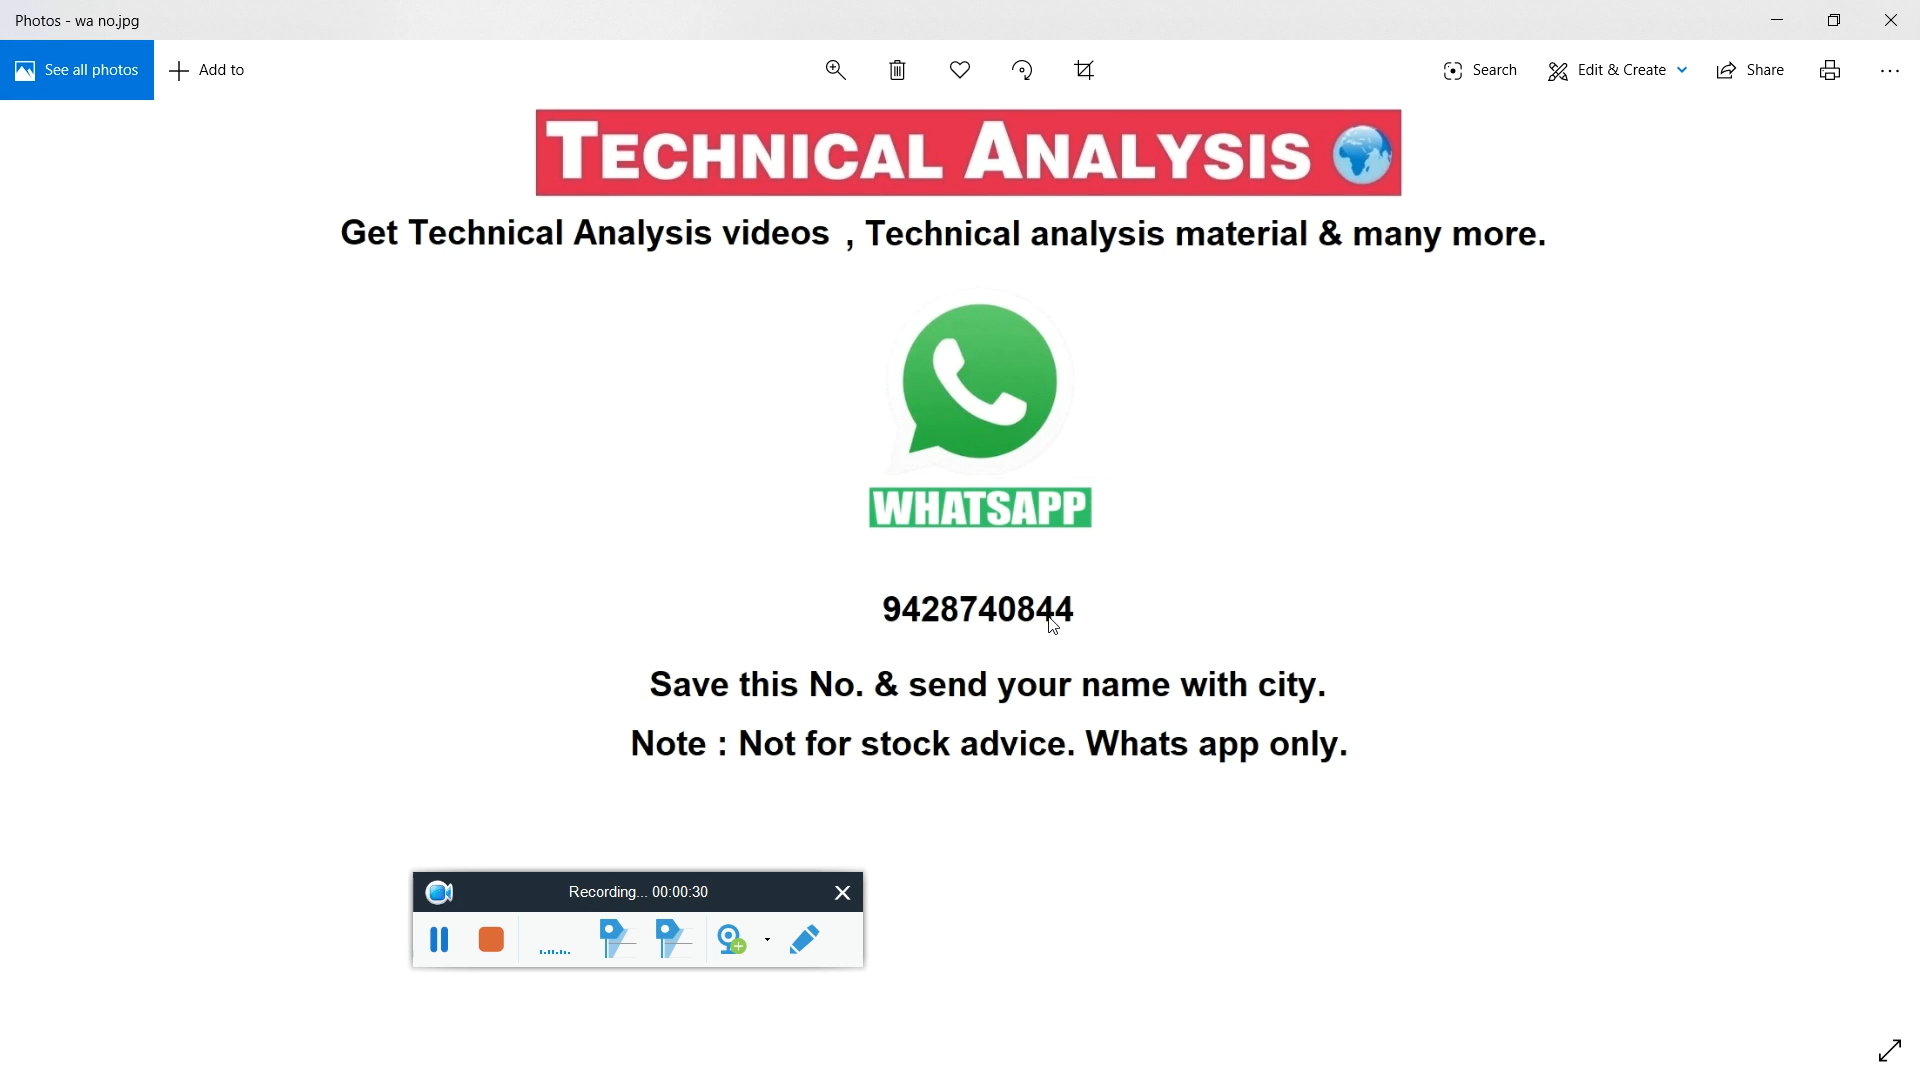 Photos - wa no.jpg
See all photos
Add to
Search
Edit & Create
Share
TECHNICAL ANALYSIS
Get Technical Analysis videos , Technical analysis material & many more.
WHATSAPP
9428740844
Save this No. & send your name with city.
Note : Not for stock advice. Whats app only.
Recording... 00:00:30